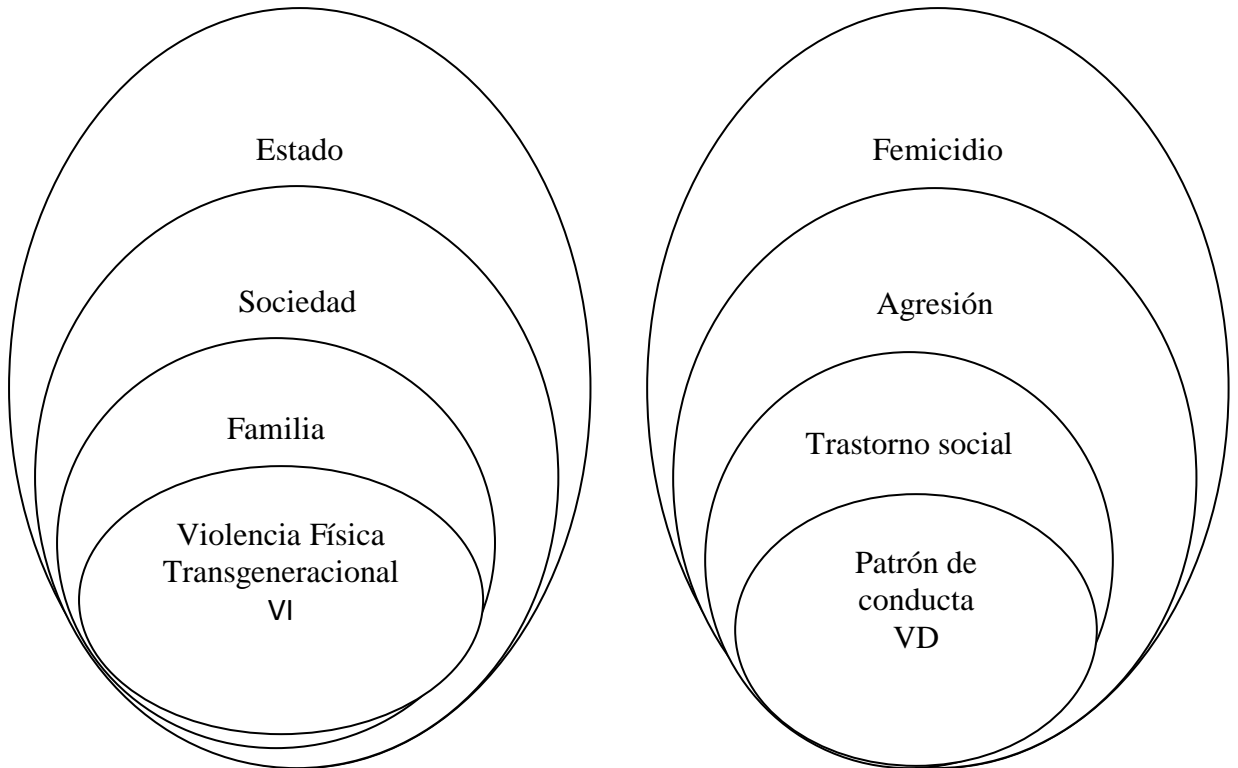 Estado
Sociedad
Familia
Violencia Física
Transgeneracional
VI
Femicidio
Agresión
Trastorno social
Patrón de
conducta
VD